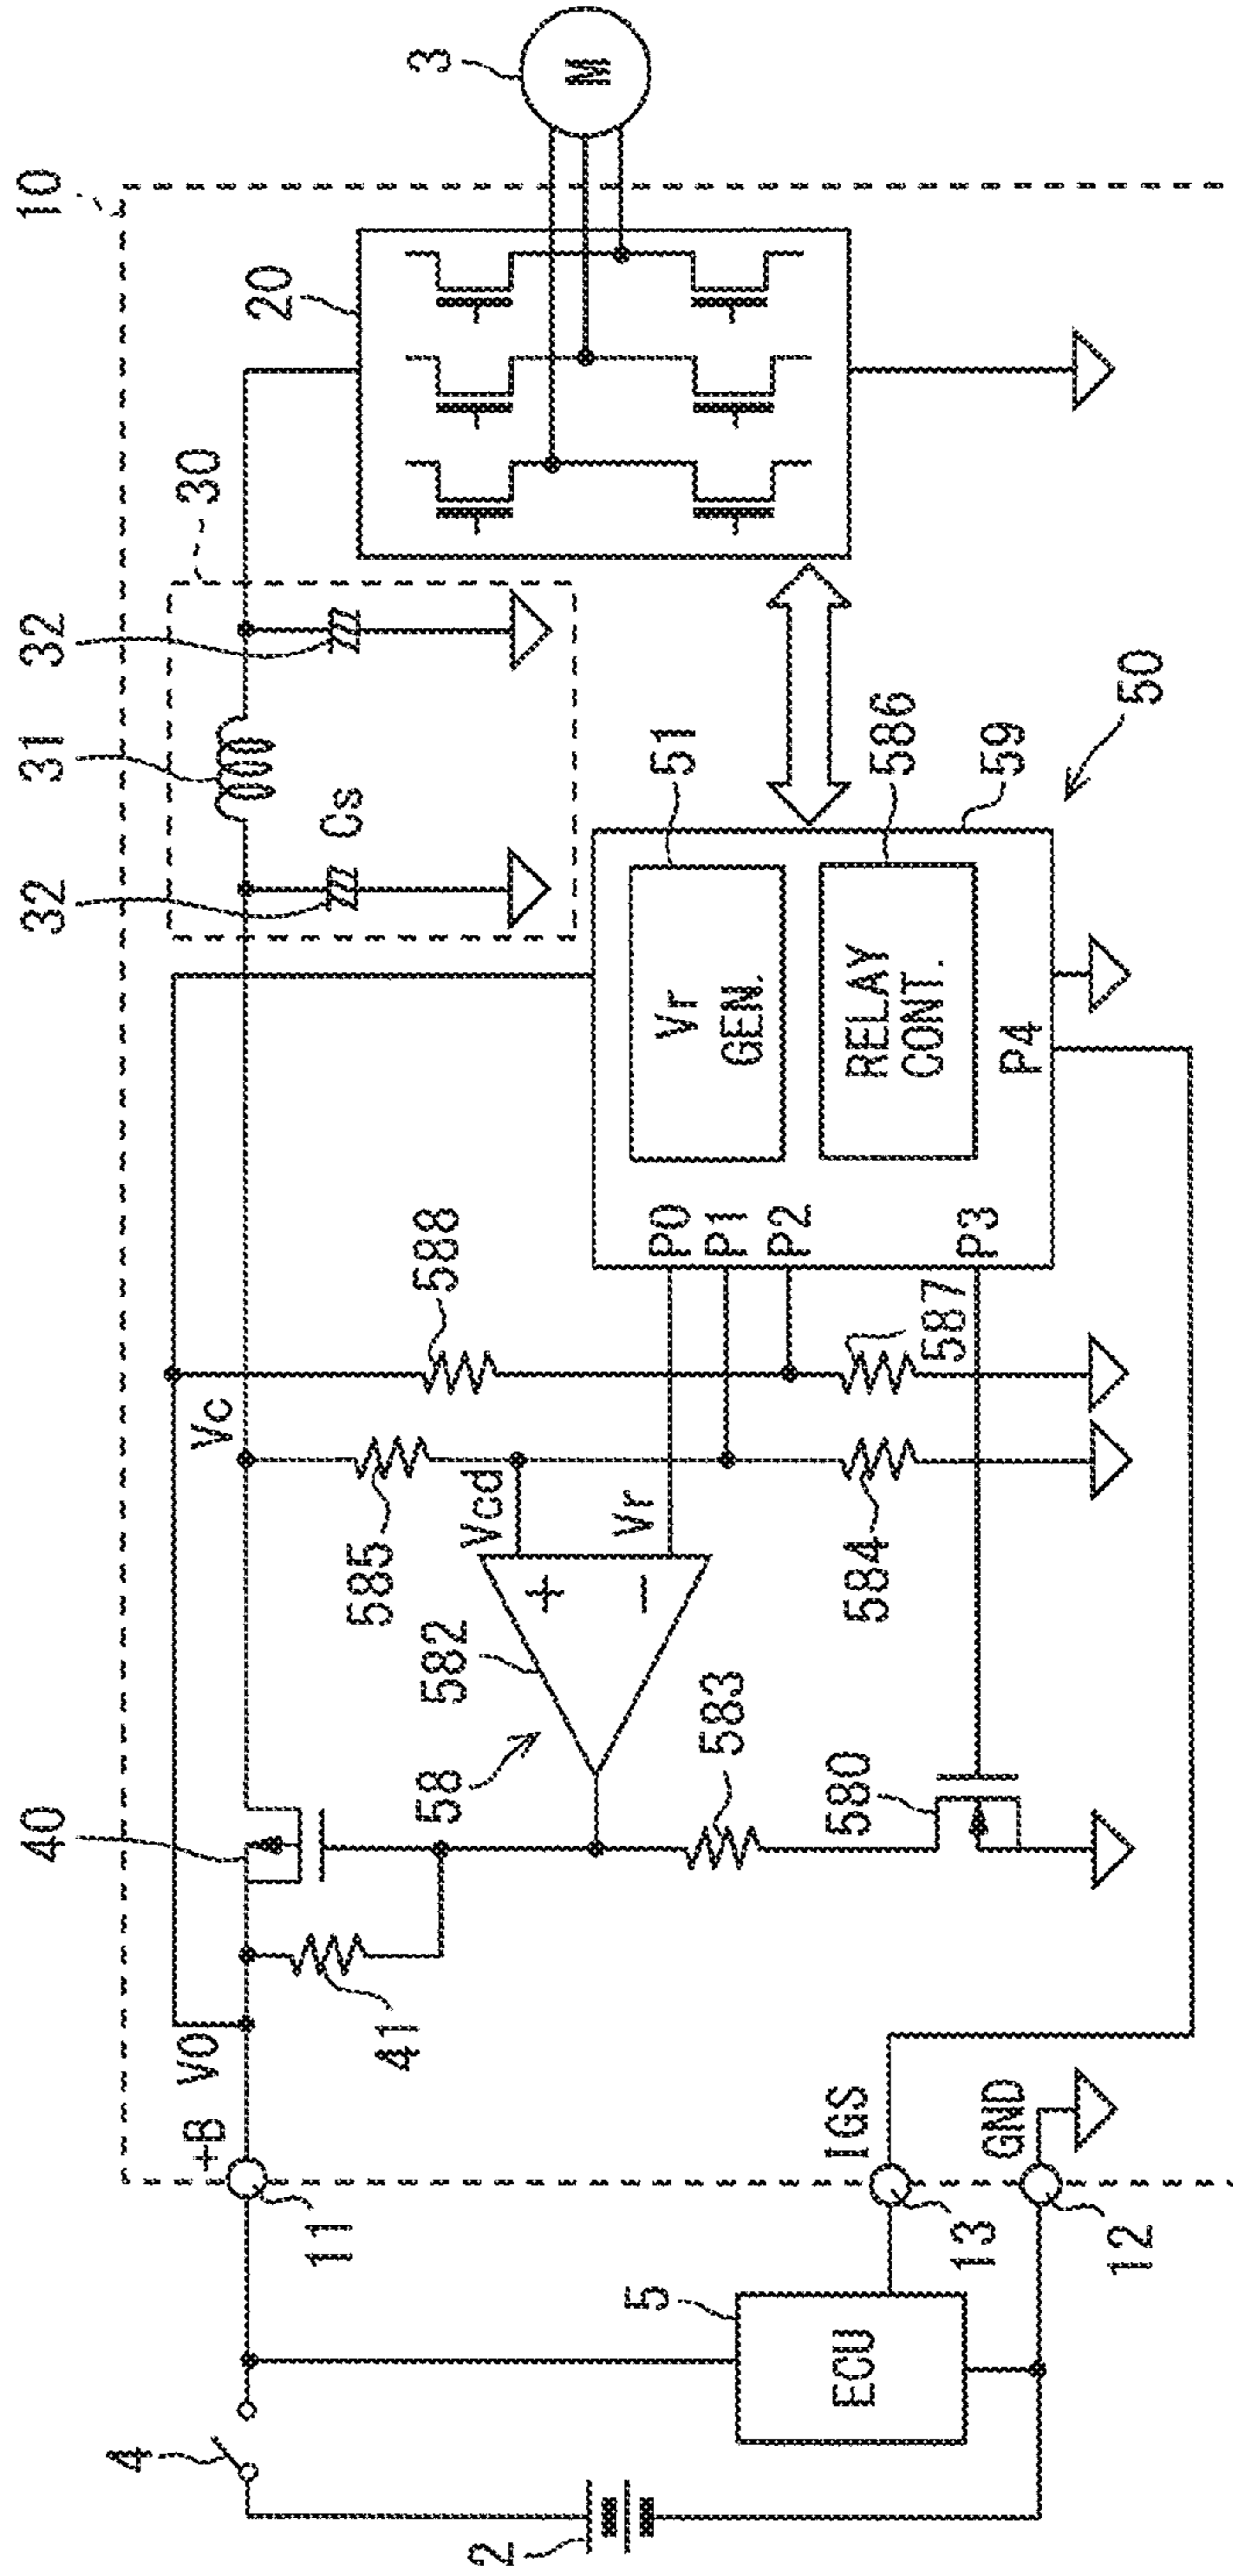 10
3
30
20
32
31
32
Cs
M
40
Vc
588
+B
V0
41
585
Vcd
+
−
Vr
582
58
583
580
584
587
P0
P1
P2
P3
P4
Vr
GEN.
51
RELAY
CONT.
586
59
50
4
2
11
5
ECU
IGS
13
GND
12